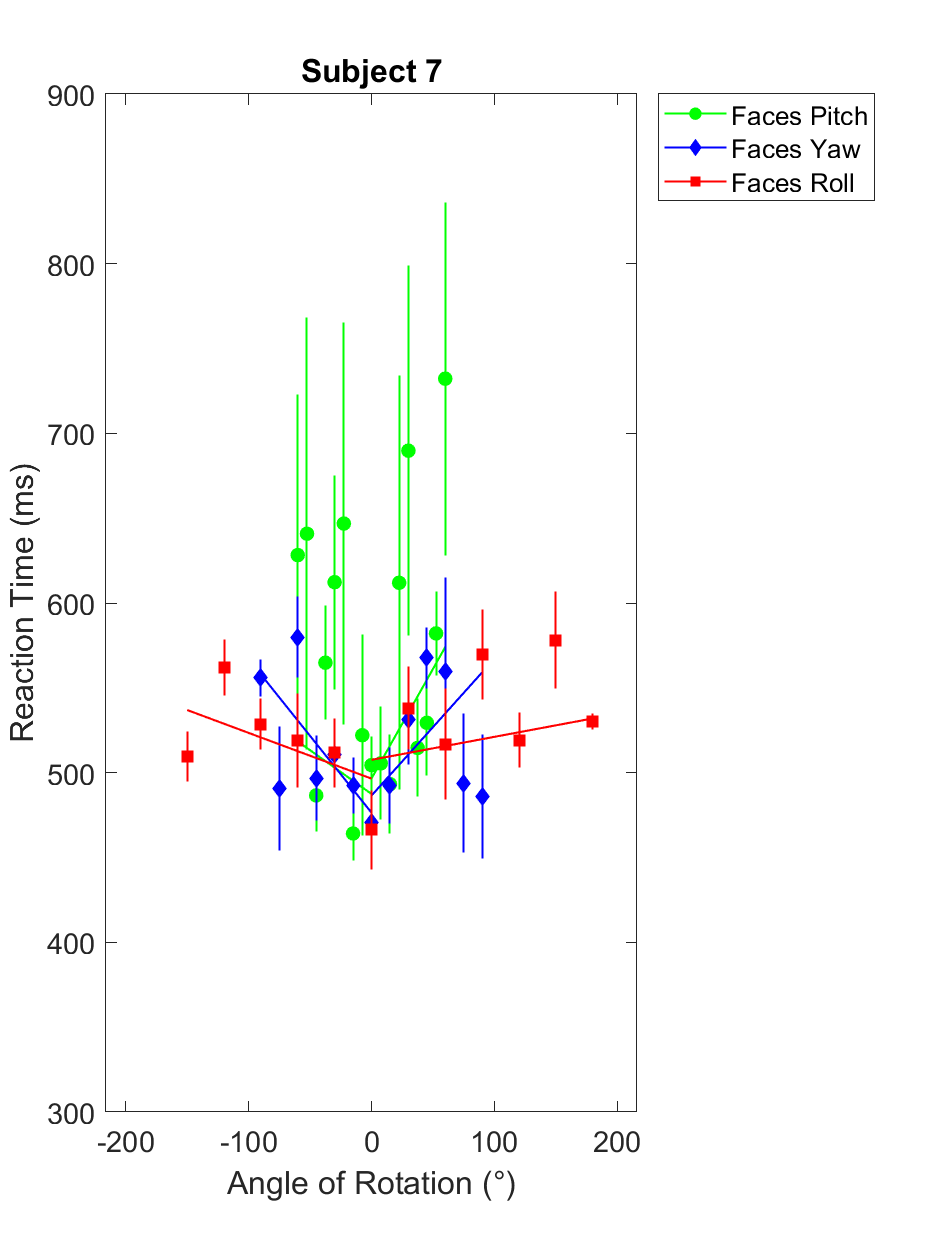 Subject 7
900
800
700
600
500
400
300
-200
-100
0
100
200
Reaction Time (ms)
Angle of Rotation (°)
Faces Pitch
Faces Yaw
Faces Roll